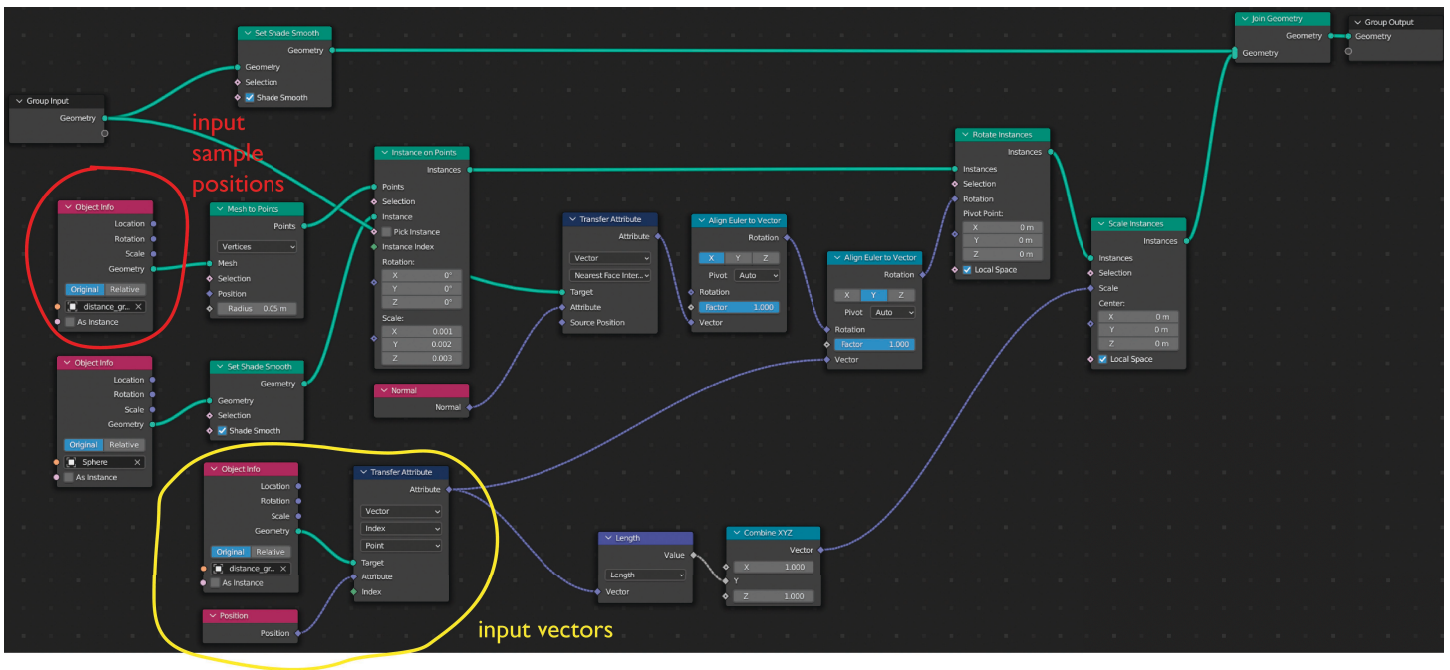 Set Shade Smooth
Geometry
Geometry
Selection
Shade Smooth
Join Geometry
Geometry
Geometry
Group Output
Geometry
Group Input
Geometry
input
sample
positions
Object Info
Location
Rotation
Scale
Geometry
Original Relative
distance_gr...
As Instance
Mesh to Points
Points
Vertices
Mesh
Selection
Position
Radius 0.05 m
Instance on Points
Instances
Points
Selection
Instance
Pick Instance
Instance Index
Rotation:
X 0°
Y 0°
Z 0°
Scale:
X 0.001
Y 0.002
Z 0.003
Transfer Attribute
Attribute
Vector
Nearest Face Inter...
Target
Attribute
Source Position
Align Euler to Vector
Rotation
X Y Z
Pivot Auto
Rotation
Factor 1.000
Vector
Align Euler to Vector
Rotation
X Y Z
Pivot Auto
Rotation
Factor 1.000
Vector
Rotate Instances
Instances
Instances
Selection
Rotation
Pivot Point:
X 0 m
Y 0 m
Z 0 m
Local Space
Scale Instances
Instances
Instances
Selection
Scale
Center:
X 0 m
Y 0 m
Z 0 m
Local Space
Object Info
Location
Rotation
Scale
Geometry
Original Relative
Sphere
As Instance
Set Shade Smooth
Geometry
Geometry
Selection
Shade Smooth
Normal
Normal
Object Info
Location
Rotation
Scale
Geometry
Original Relative
distance_gr..
As Instance
Transfer Attribute
Attribute
Vector
Index
Point
Target
Attribute
Index
Position
Position
input vectors
Length
Value
Length
Vector
Combine XYZ
Vector
X 1.000
Y
Z 1.000